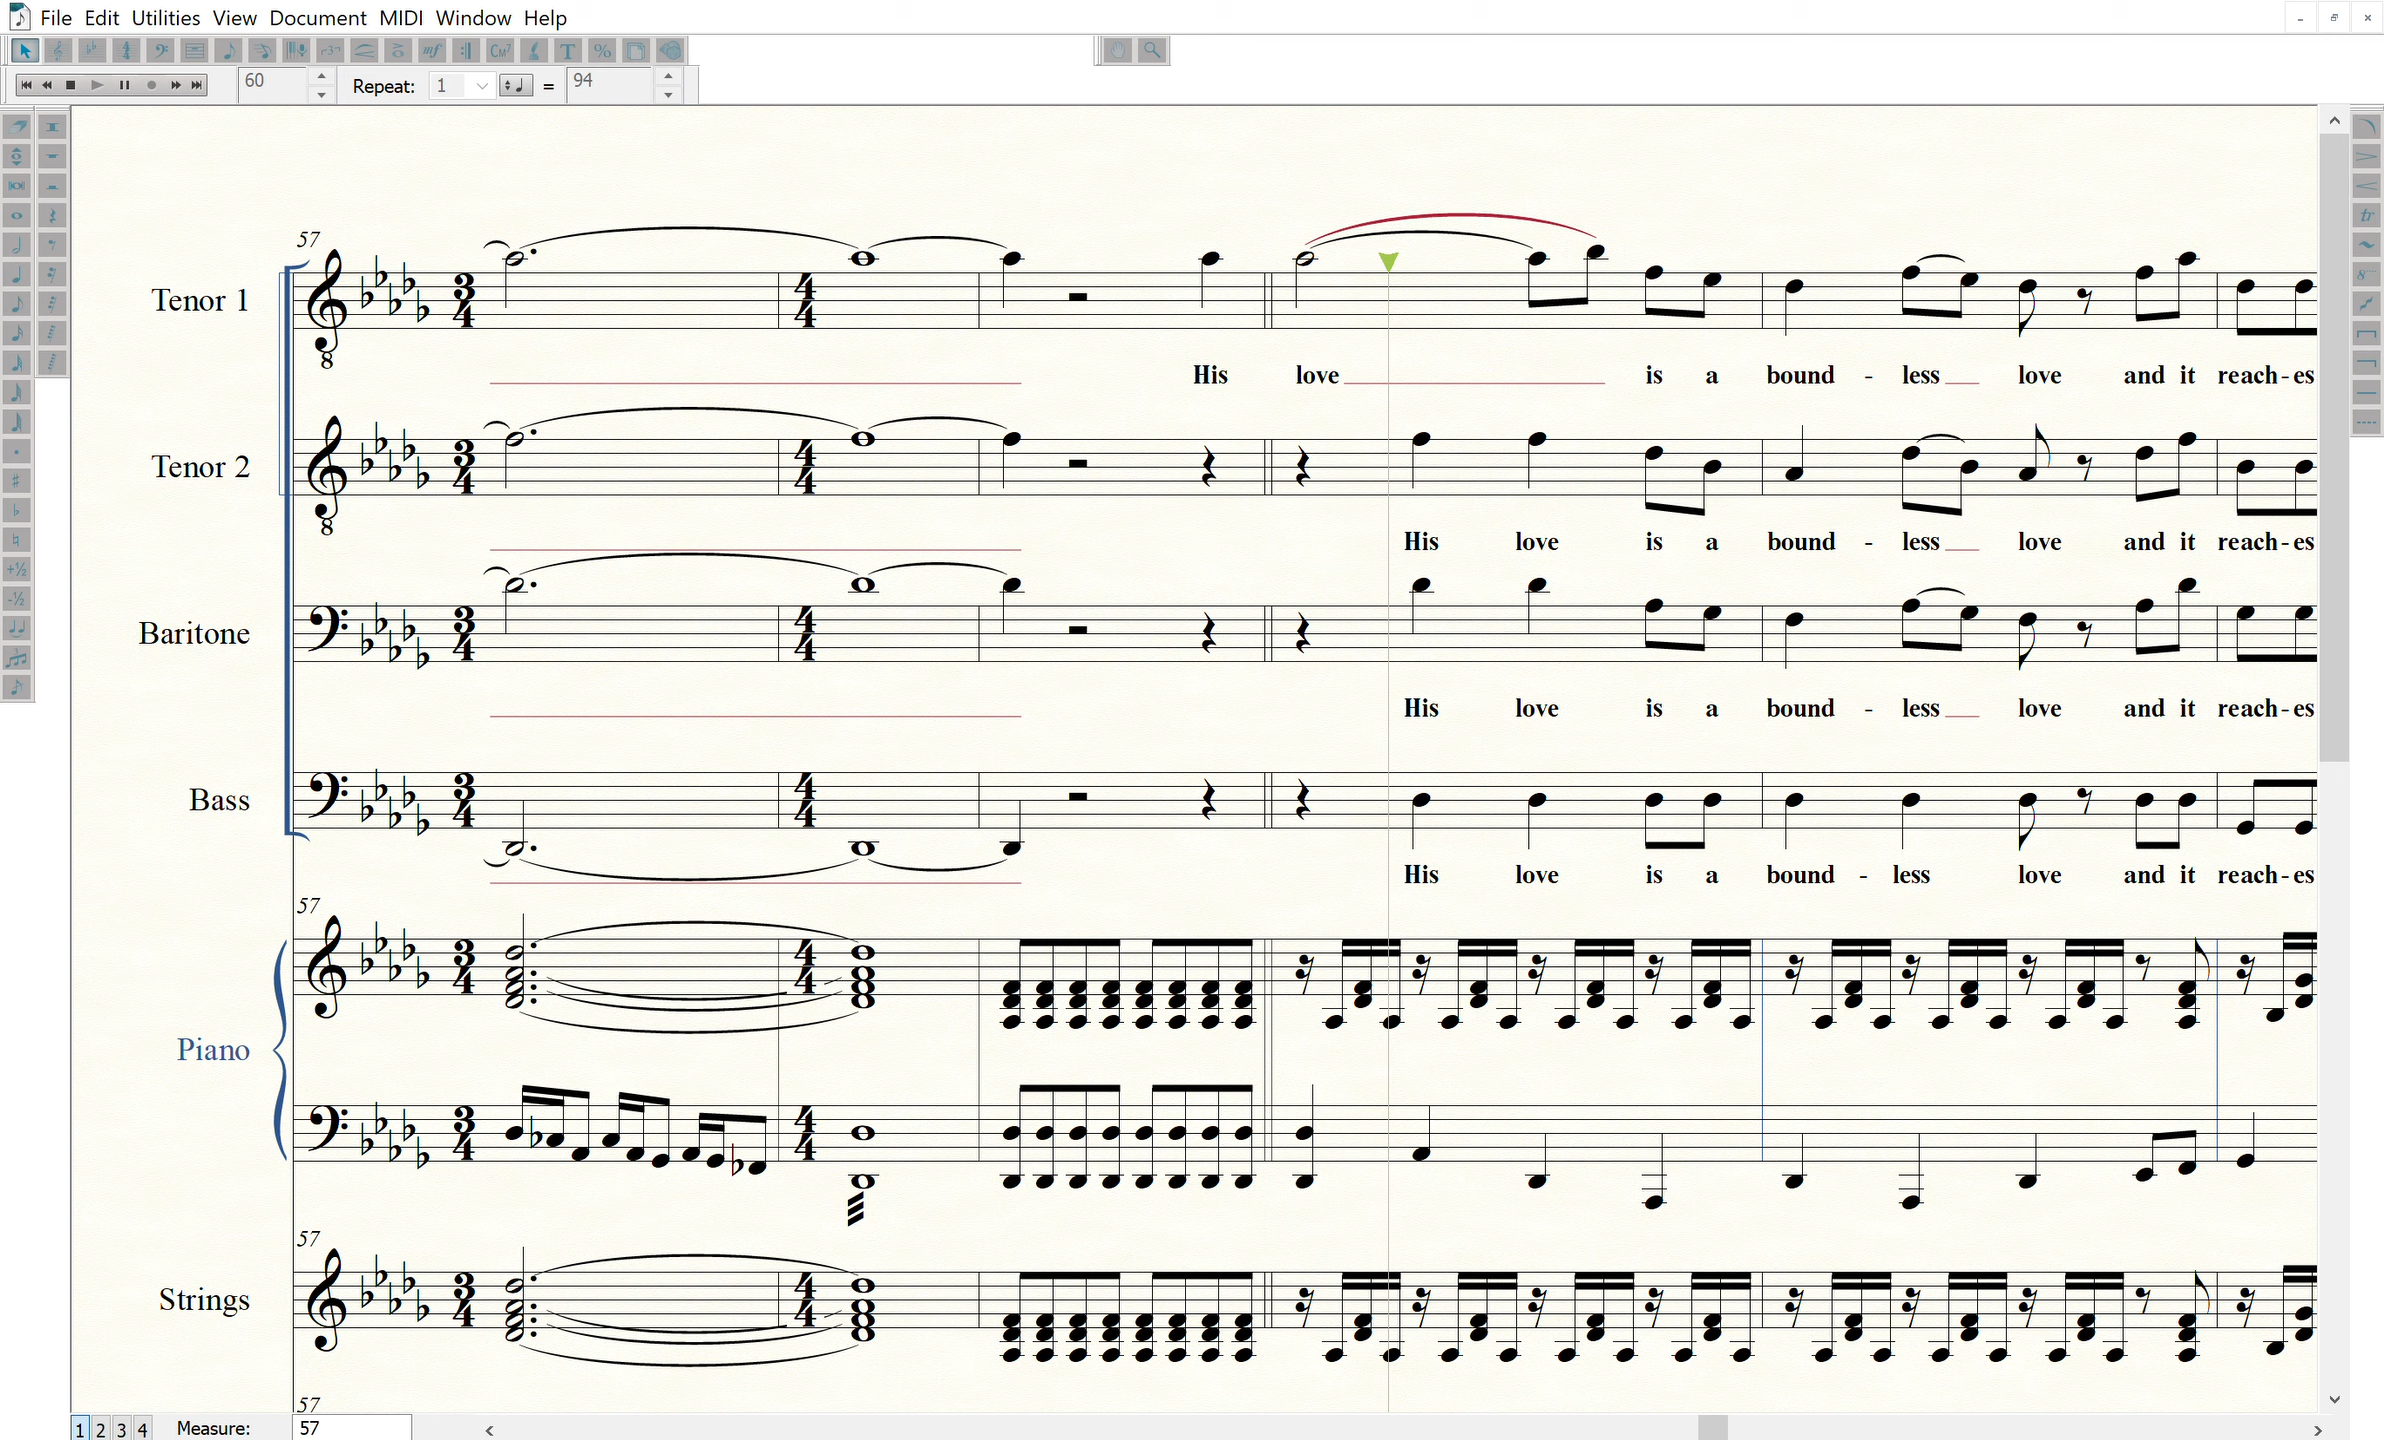 File Edit Utilities View Document MIDI Window Help
CM7 T %
60 Repeat: 1 = 94
57
Tenor 1
8
His love is a bound - less love and it reach - es
Tenor 2
8
His love is a bound - less love and it reach - es
Baritone
His love is a bound - less love and it reach - es
Bass
His love is a bound - less love and it reach - es
57
Piano
57
Strings
57
1 2 3 4 Measure: 57